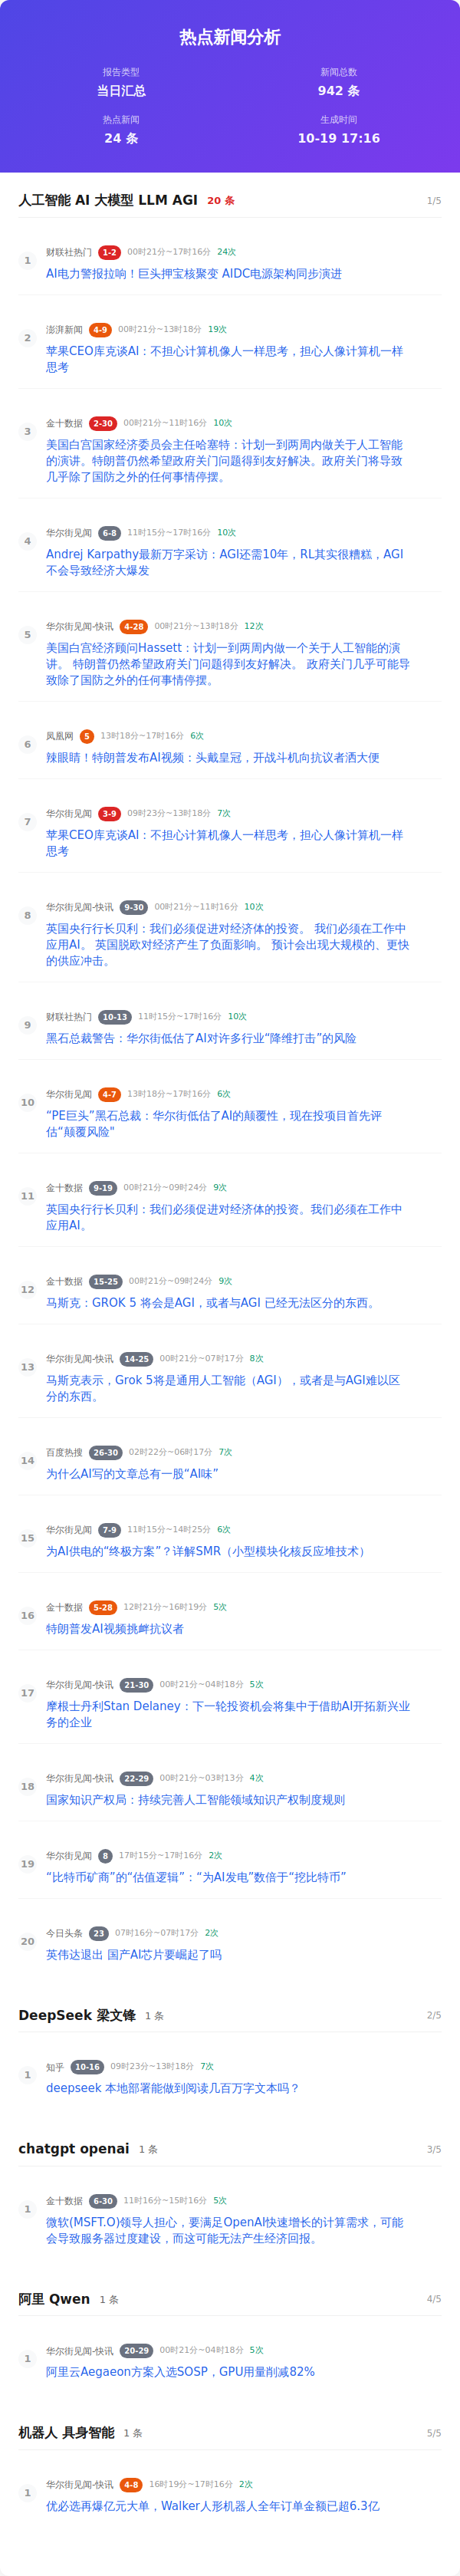 热点新闻分析
报告类型
当日汇总
新闻总数
942 条
热点新闻
24 条
生成时间
10-19 17:16
人工智能 AI 大模型 LLM AGI 20 条 1/5
1
财联社热门 1-2 00时21分~17时16分 24次
AI电力警报拉响！巨头押宝核聚变 AIDC电源架构同步演进
2
澎湃新闻 4-9 00时21分~13时18分 19次
苹果CEO库克谈AI：不担心计算机像人一样思考，担心人像计算机一样
思考
3
金十数据 2-30 00时21分~11时16分 10次
美国白宫国家经济委员会主任哈塞特：计划一到两周内做关于人工智能
的演讲。特朗普仍然希望政府关门问题得到友好解决。政府关门将导致
几乎除了国防之外的任何事情停摆。
4
华尔街见闻 6-8 11时15分~17时16分 10次
Andrej Karpathy最新万字采访：AGI还需10年，RL其实很糟糕，AGI
不会导致经济大爆发
5
华尔街见闻-快讯 4-28 00时21分~13时18分 12次
美国白宫经济顾问Hassett：计划一到两周内做一个关于人工智能的演
讲。 特朗普仍然希望政府关门问题得到友好解决。 政府关门几乎可能导
致除了国防之外的任何事情停摆。
6
凤凰网 5 13时18分~17时16分 6次
辣眼睛！特朗普发布AI视频：头戴皇冠，开战斗机向抗议者洒大便
7
华尔街见闻 3-9 09时23分~13时18分 7次
苹果CEO库克谈AI：不担心计算机像人一样思考，担心人像计算机一样
思考
8
华尔街见闻-快讯 9-30 00时21分~11时16分 10次
英国央行行长贝利：我们必须促进对经济体的投资。 我们必须在工作中
应用AI。 英国脱欧对经济产生了负面影响。 预计会出现大规模的、更快
的供应冲击。
9
财联社热门 10-13 11时15分~17时16分 10次
黑石总裁警告：华尔街低估了AI对许多行业“降维打击”的风险
10
华尔街见闻 4-7 13时18分~17时16分 6次
“PE巨头”黑石总裁：华尔街低估了AI的颠覆性，现在投项目首先评
估“颠覆风险"
11
金十数据 9-19 00时21分~09时24分 9次
英国央行行长贝利：我们必须促进对经济体的投资。我们必须在工作中
应用AI。
12
金十数据 15-25 00时21分~09时24分 9次
马斯克：GROK 5 将会是AGI，或者与AGI 已经无法区分的东西。
13
华尔街见闻-快讯 14-25 00时21分~07时17分 8次
马斯克表示，Grok 5将是通用人工智能（AGI），或者是与AGI难以区
分的东西。
14
百度热搜 26-30 02时22分~06时17分 7次
为什么AI写的文章总有一股“AI味”
15
华尔街见闻 7-9 11时15分~14时25分 6次
为AI供电的“终极方案”？详解SMR（小型模块化核反应堆技术）
16
金十数据 5-28 12时21分~16时19分 5次
特朗普发AI视频挑衅抗议者
17
华尔街见闻-快讯 21-30 00时21分~04时18分 5次
摩根士丹利Stan Delaney：下一轮投资机会将集中于借助AI开拓新兴业
务的企业
18
华尔街见闻-快讯 22-29 00时21分~03时13分 4次
国家知识产权局：持续完善人工智能领域知识产权制度规则
19
华尔街见闻 8 17时15分~17时16分 2次
“比特币矿商”的“估值逻辑”：“为AI发电”数倍于“挖比特币”
20
今日头条 23 07时16分~07时17分 2次
英伟达退出 国产AI芯片要崛起了吗
DeepSeek 梁文锋 1 条 2/5
1
知乎 10-16 09时23分~13时18分 7次
deepseek 本地部署能做到阅读几百万字文本吗？
chatgpt openai 1 条 3/5
1
金十数据 6-30 11时16分~15时16分 5次
微软(MSFT.O)领导人担心，要满足OpenAI快速增长的计算需求，可能
会导致服务器过度建设，而这可能无法产生经济回报。
阿里 Qwen 1 条 4/5
1
华尔街见闻-快讯 20-29 00时21分~04时18分 5次
阿里云Aegaeon方案入选SOSP，GPU用量削减82%
机器人 具身智能 1 条 5/5
1
华尔街见闻-快讯 4-8 16时19分~17时16分 2次
优必选再爆亿元大单，Walker人形机器人全年订单金额已超6.3亿